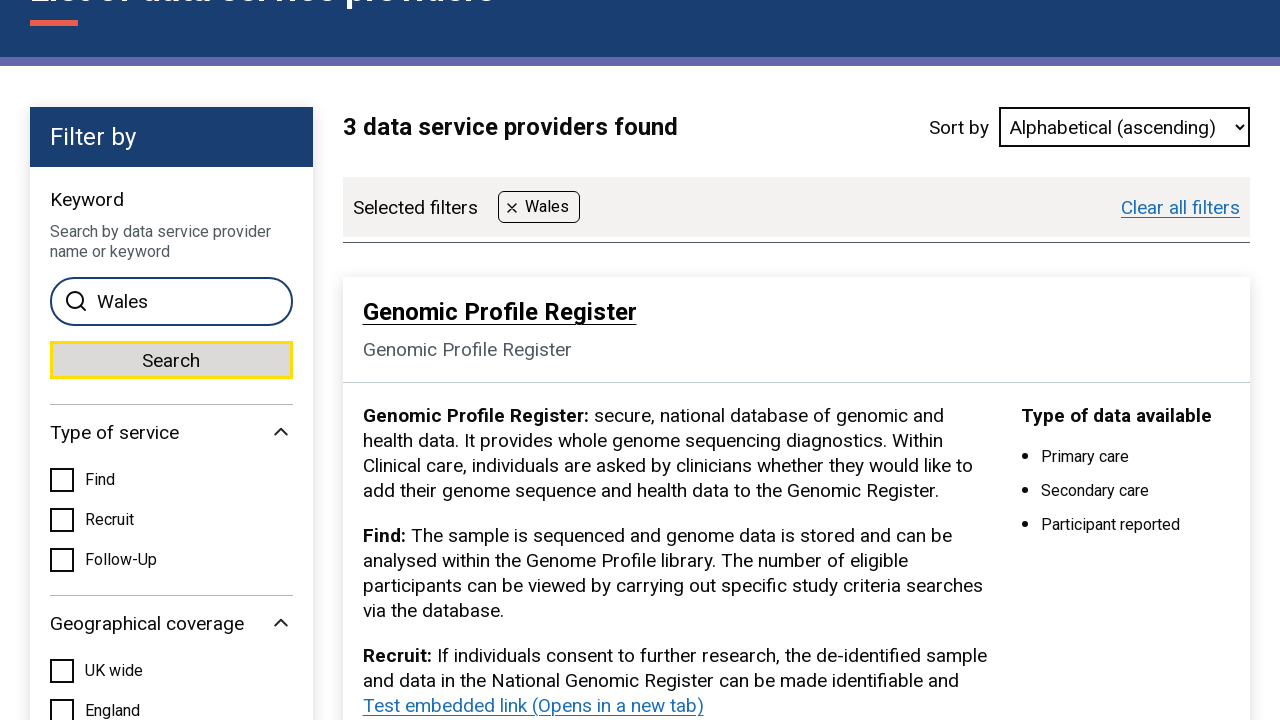 List of data service providers
Filter by
Keyword
Search by data service provider
name or keyword
Wales
Search
Type of service
Find
Recruit
Follow-Up
Geographical coverage
UK wide
England
3 data service providers found
Sort by
Alphabetical (ascending)
Selected filters
Wales
Clear all filters
Genomic Profile Register
Genomic Profile Register
Genomic Profile Register: secure, national database of genomic and
health data. It provides whole genome sequencing diagnostics. Within
Clinical care, individuals are asked by clinicians whether they would like to
add their genome sequence and health data to the Genomic Register.
Find: The sample is sequenced and genome data is stored and can be
analysed within the Genome Profile library. The number of eligible
participants can be viewed by carrying out specific study criteria searches
via the database.
Recruit: If individuals consent to further research, the de-identified sample
and data in the National Genomic Register can be made identifiable and
Test embedded link (Opens in a new tab)
Type of data available
Primary care
Secondary care
Participant reported